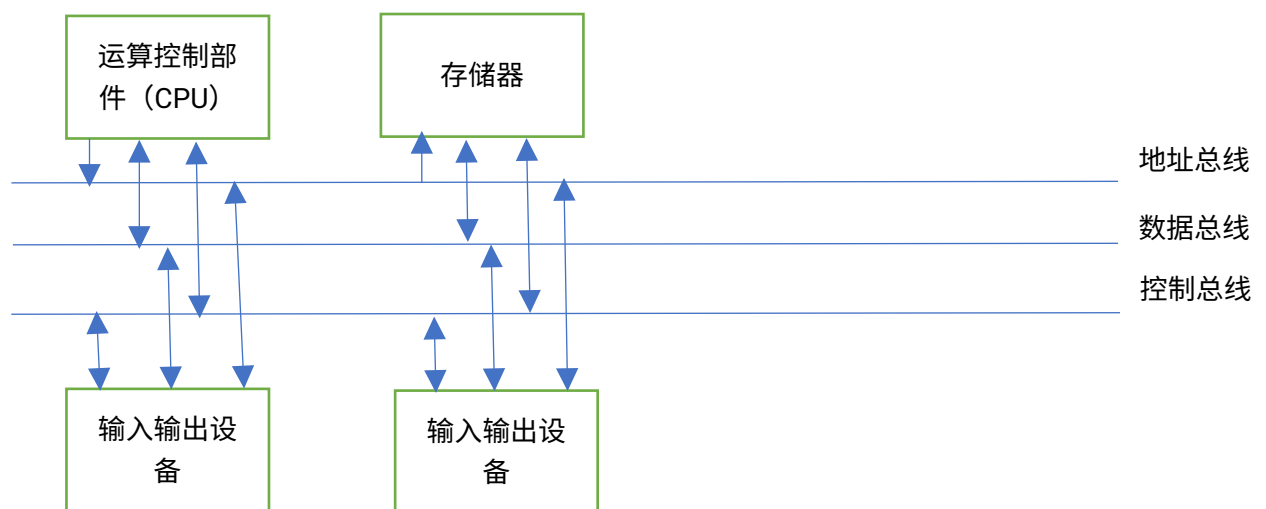 运算控制部
件（CPU）
存储器
地址总线
数据总线
控制总线
输入输出设
备
输入输出设
备